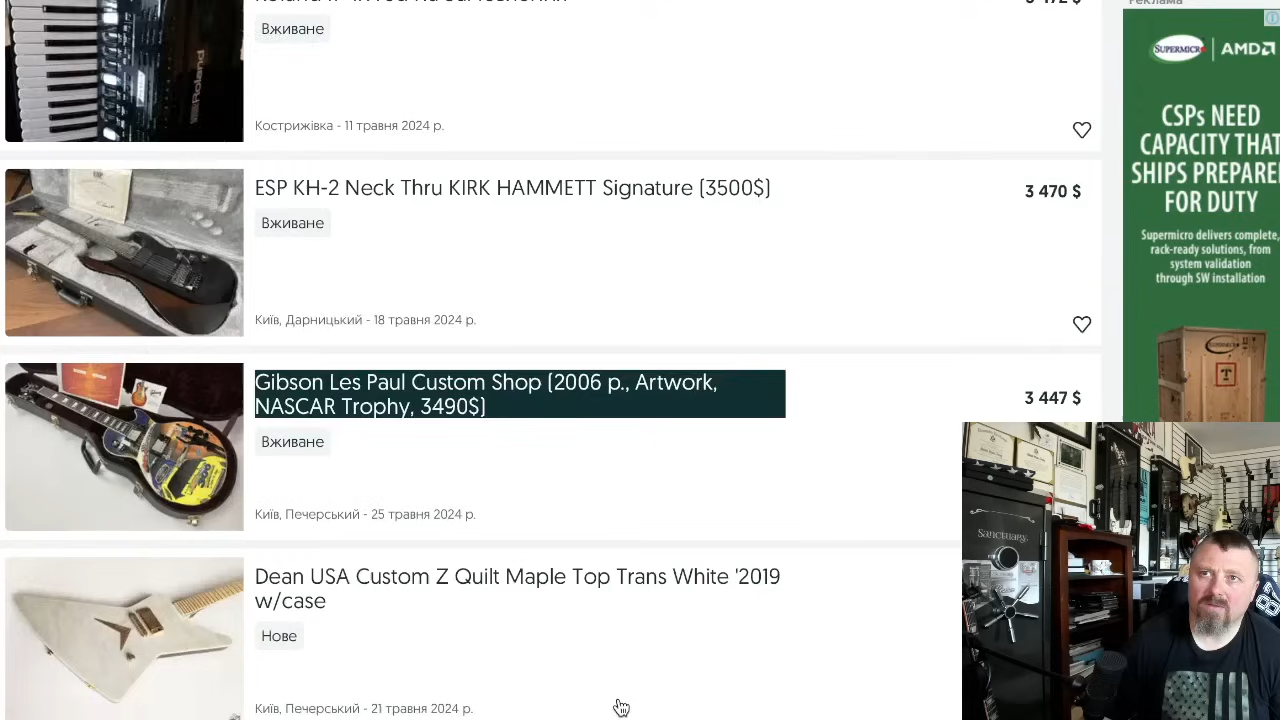 Реклама
Roland
Вживане
Кострижівка - 11 травня 2024 р.
ESP KH-2 Neck Thru KIRK HAMMETT Signature (3500$)
3 470 $
Вживане
Київ, Дарницький - 18 травня 2024 р.
Gibson Les Paul Custom Shop (2006 р., Artwork,
NASCAR Trophy, 3490$)
3 447 $
Вживане
Київ, Печерський - 25 травня 2024 р.
Dean USA Custom Z Quilt Maple Top Trans White '2019
w/case
Нове
Київ, Печерський - 21 травня 2024 р.
SUPERMICR
AMD
CSPs NEED
CAPACITY THAT
SHIPS PREPARE
FOR DUTY
Supermicro delivers complete,
rack-ready solutions, from
system validation
through SW installation
Sanctuary